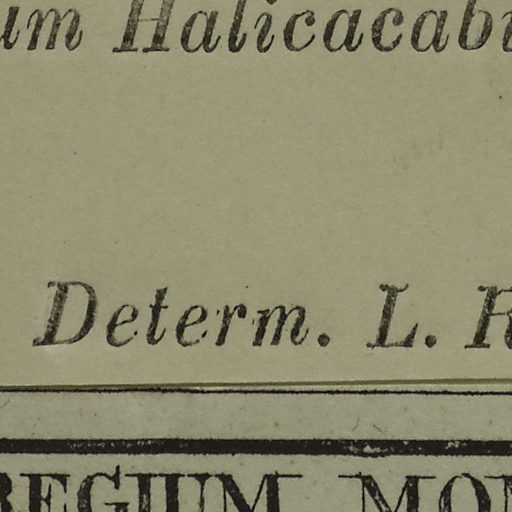 um Halicacab
Determ. L. R
REGIUM MON